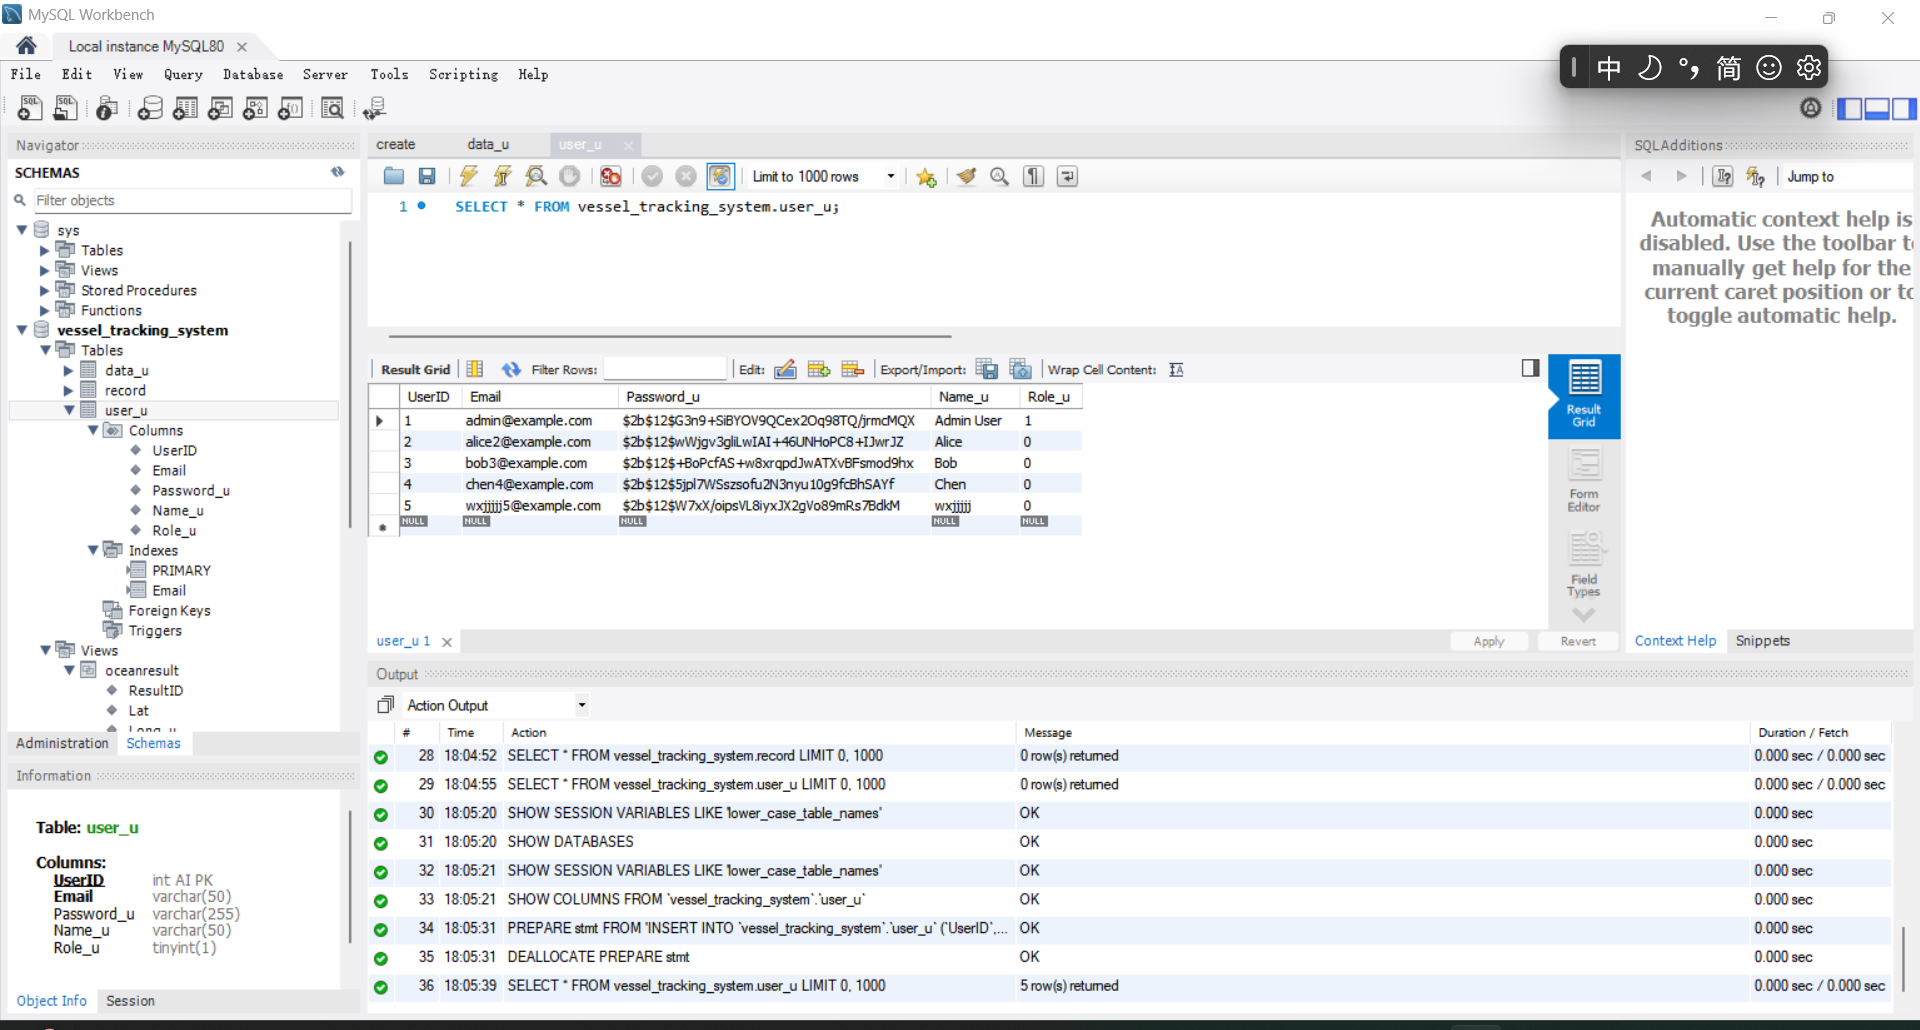 MySQL Workbench
Local instance MySQL80
File Edit View Query Database Server Tools Scripting Help
中 简
Navigator
SCHEMAS
Filter objects
sys
Tables
Views
Stored Procedures
Functions
vessel_tracking_system
Tables
data_u
record
user_u
Columns
UserID
Email
Password_u
Name_u
Role_u
Indexes
PRIMARY
Email
Foreign Keys
Triggers
Views
oceanresult
ResultID
Lat
Administration Schemas
Information
Table: user_u
Columns:
UserID int AI PK
Email varchar(50)
Password_u varchar(255)
Name_u varchar(50)
Role_u tinyint(1)
Object Info Session
create data_u user_u
Limit to 1000 rows
1 SELECT * FROM vessel_tracking_system.user_u;
Result Grid Filter Rows: Edit: Export/Import: Wrap Cell Content:
UserID Email Password_u Name_u Role_u
1 admin@example.com $2b$12$G3n9+SiBYOV9QCex2Oq98TQ/jrmcMQX Admin User 1
2 alice2@example.com $2b$12$wWjgv3gliLwIAI+46UNHoPC8+IJwrJZ Alice 0
3 bob3@example.com $2b$12$+BoPcfAS+w8xrqpdJwATXvBFsmod9hx Bob 0
4 chen4@example.com $2b$12$5jpl7WSszsofu2N3nyu10g9fcBhSAYf Chen 0
5 wxjjjjj5@example.com $2b$12$W7xX/oipsVL8iyxJX2gVo89mRs7BdkM wxjjjjj 0
NULL NULL NULL NULL NULL
Result Grid
Form Editor
Field Types
user_u 1
Apply Revert
SQLAdditions
Jump to
Automatic context help is
disabled. Use the toolbar t
manually get help for the
current caret position or to
toggle automatic help.
Context Help Snippets
Output
Action Output
# Time Action Message Duration / Fetch
28 18:04:52 SELECT * FROM vessel_tracking_system.record LIMIT 0, 1000 0 row(s) returned 0.000 sec / 0.000 sec
29 18:04:55 SELECT * FROM vessel_tracking_system.user_u LIMIT 0, 1000 0 row(s) returned 0.000 sec / 0.000 sec
30 18:05:20 SHOW SESSION VARIABLES LIKE 'lower_case_table_names' OK 0.000 sec
31 18:05:20 SHOW DATABASES OK 0.000 sec
32 18:05:21 SHOW SESSION VARIABLES LIKE 'lower_case_table_names' OK 0.000 sec
33 18:05:21 SHOW COLUMNS FROM `vessel_tracking_system`.`user_u` OK 0.000 sec
34 18:05:31 PREPARE stmt FROM 'INSERT INTO `vessel_tracking_system`.`user_u` (`UserID`,... OK 0.000 sec
35 18:05:31 DEALLOCATE PREPARE stmt OK 0.000 sec
36 18:05:39 SELECT * FROM vessel_tracking_system.user_u LIMIT 0, 1000 5 row(s) returned 0.000 sec / 0.000 sec